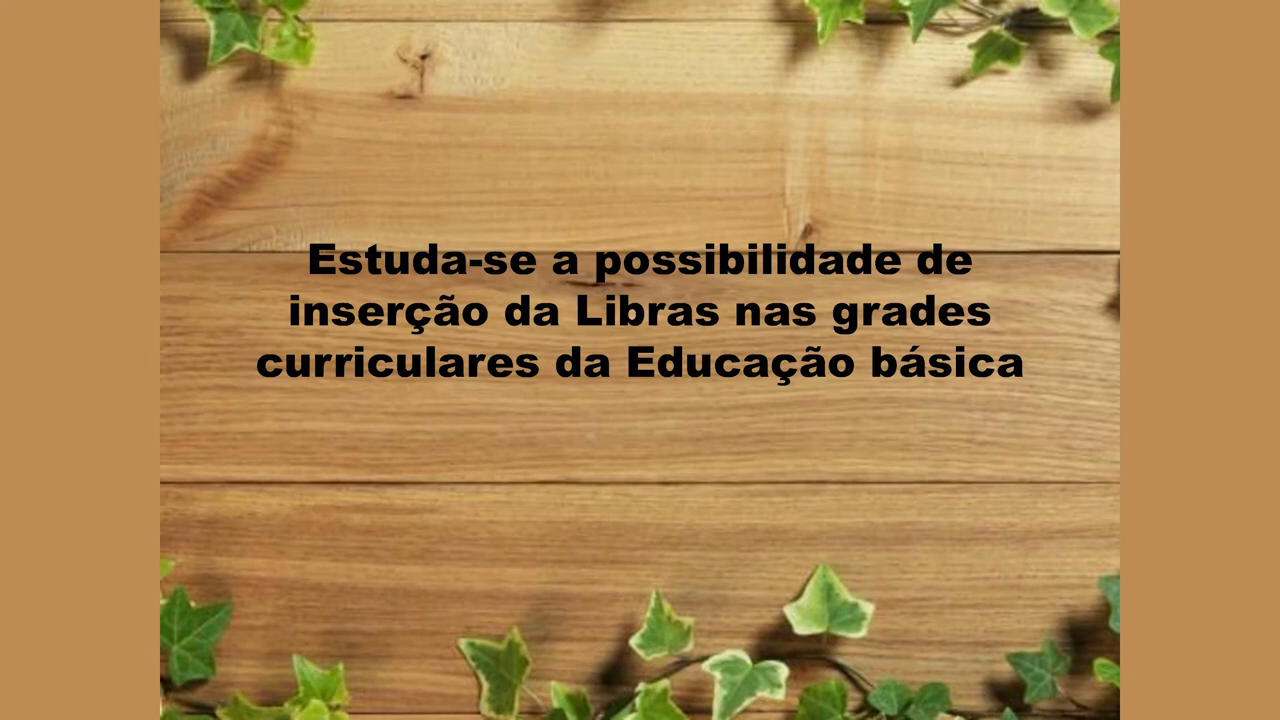 Estuda-se a possibilidade de
inserção da Libras nas grades
curriculares da Educação básica